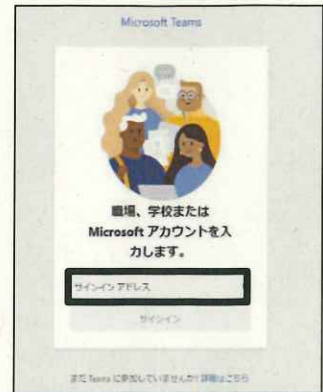 Microsoft Teams
職場、学校または
Microsoft アカウントを入
力します。
サインイン アドレス
サインイン
まだ Teams に参加していませんか? 詳細はこちら